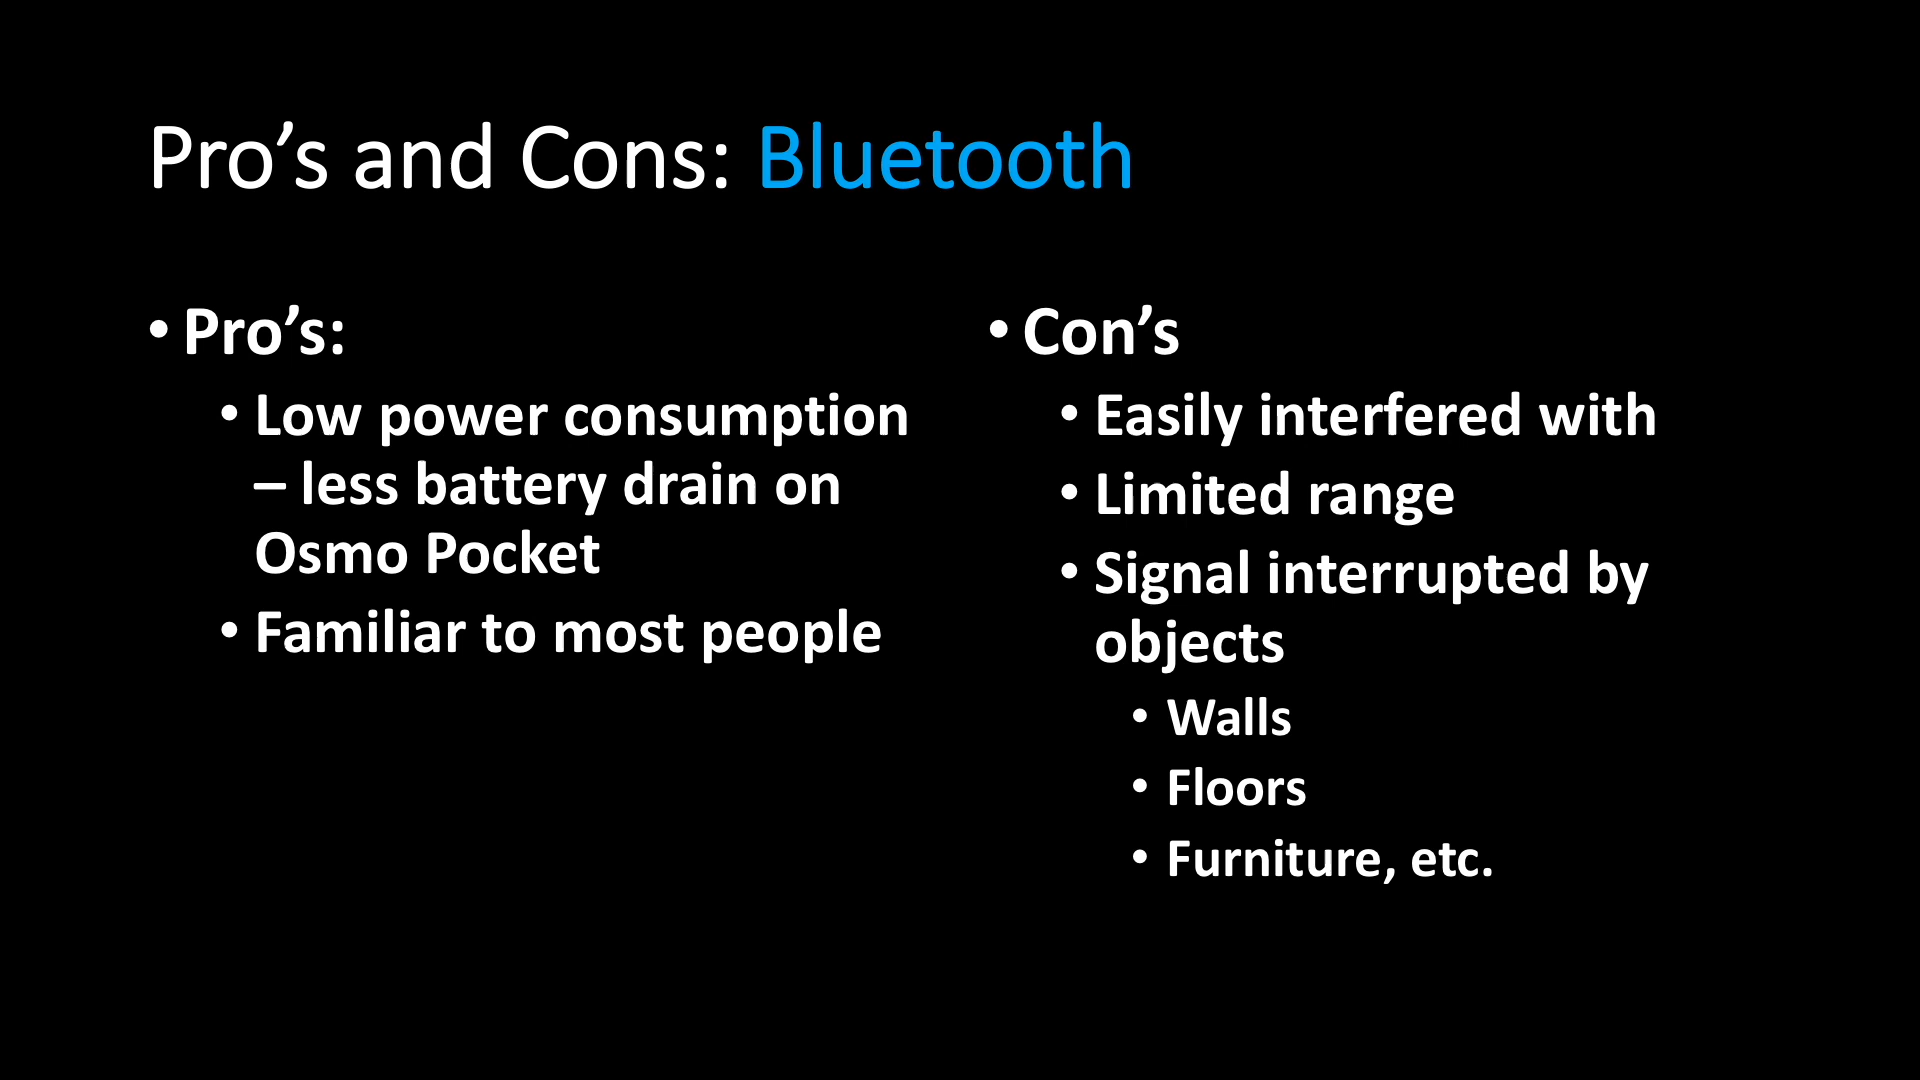 Pro’s and Cons: Bluetooth
• Pro’s:
• Low power consumption
– less battery drain on
Osmo Pocket
• Familiar to most people
• Con’s
• Easily interfered with
• Limited range
• Signal interrupted by
objects
• Walls
• Floors
• Furniture, etc.